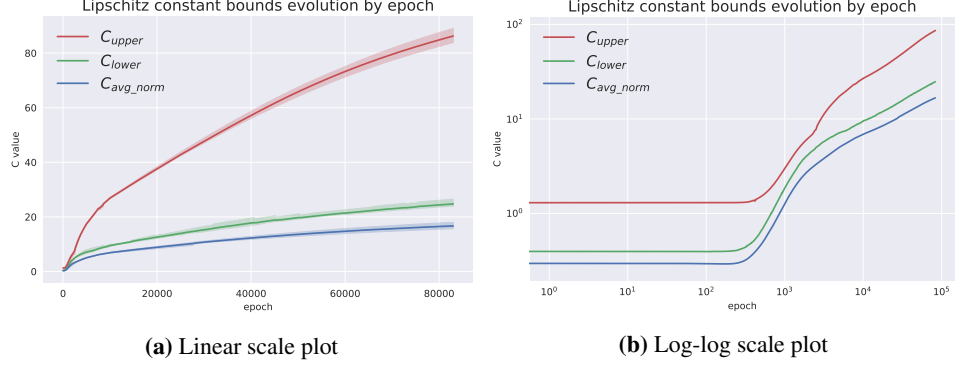 Lipschitz constant bounds evolution by epoch
C_upper
C_lower
C_avg_norm
C value
80
60
40
20
0
0 20000 40000 60000 80000
epoch
(a) Linear scale plot
Lipschitz constant bounds evolution by epoch
C_upper
C_lower
C_avg_norm
C value
10^2
10^1
10^0
10^0 10^1 10^2 10^3 10^4 10^5
epoch
(b) Log-log scale plot